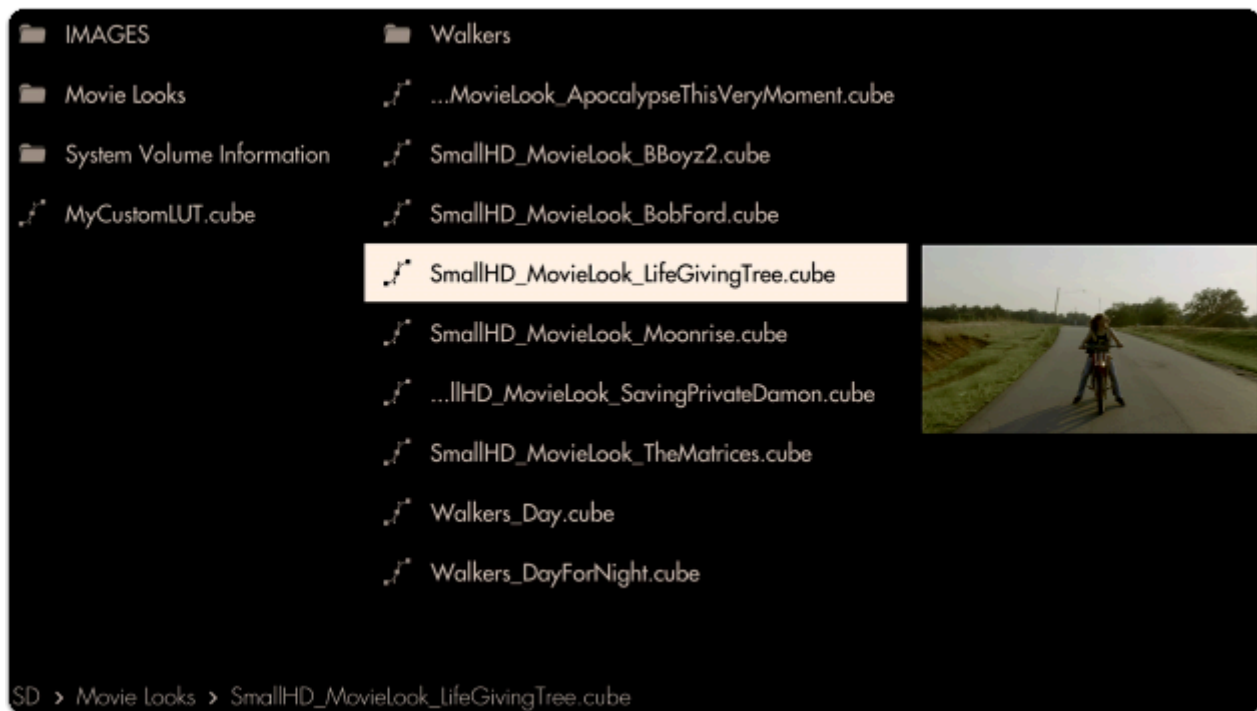 IMAGES
Movie Looks
System Volume Information
MyCustomLUT.cube
Walkers
...MovieLook_ApocalypseThisVeryMoment.cube
SmallHD_MovieLook_BBoyz2.cube
SmallHD_MovieLook_BobFord.cube
SmallHD_MovieLook_LifeGivingTree.cube
SmallHD_MovieLook_Moonrise.cube
...llHD_MovieLook_SavingPrivateDamon.cube
SmallHD_MovieLook_TheMatrices.cube
Walkers_Day.cube
Walkers_DayForNight.cube
SD > Movie Looks > SmallHD_MovieLook_LifeGivingTree.cube